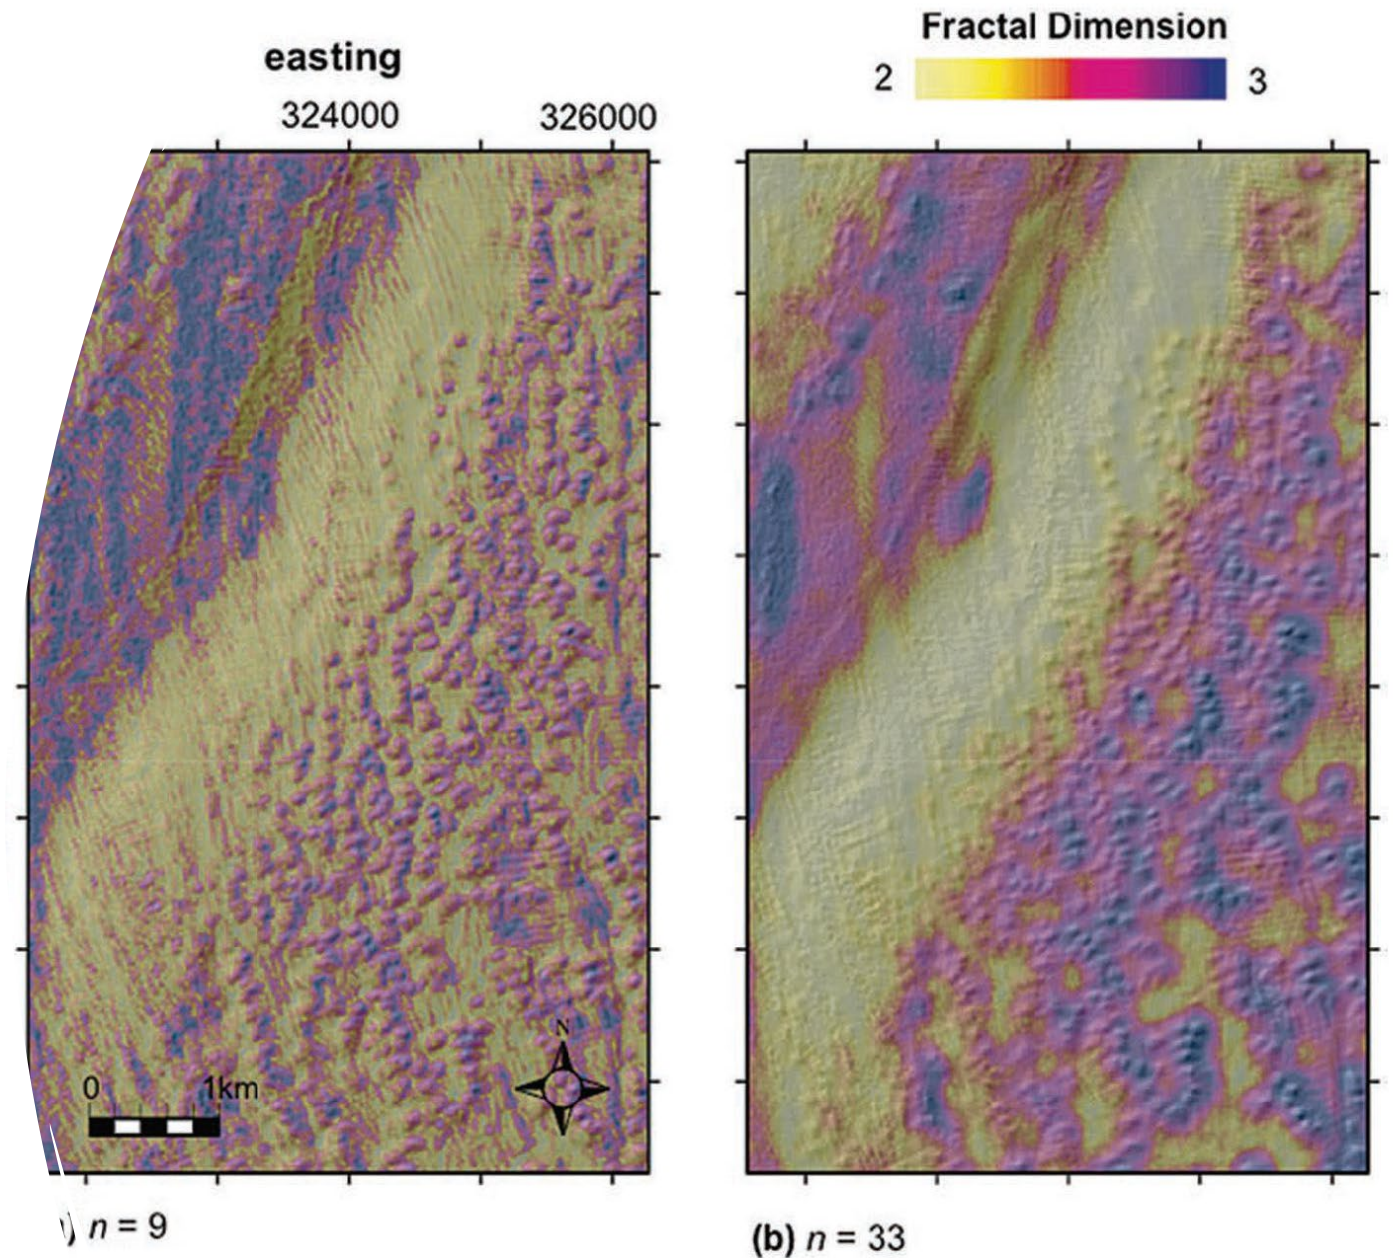 Fractal Dimension
2 3
easting
324000 326000
N
0 1km
) n = 9
(b) n = 33